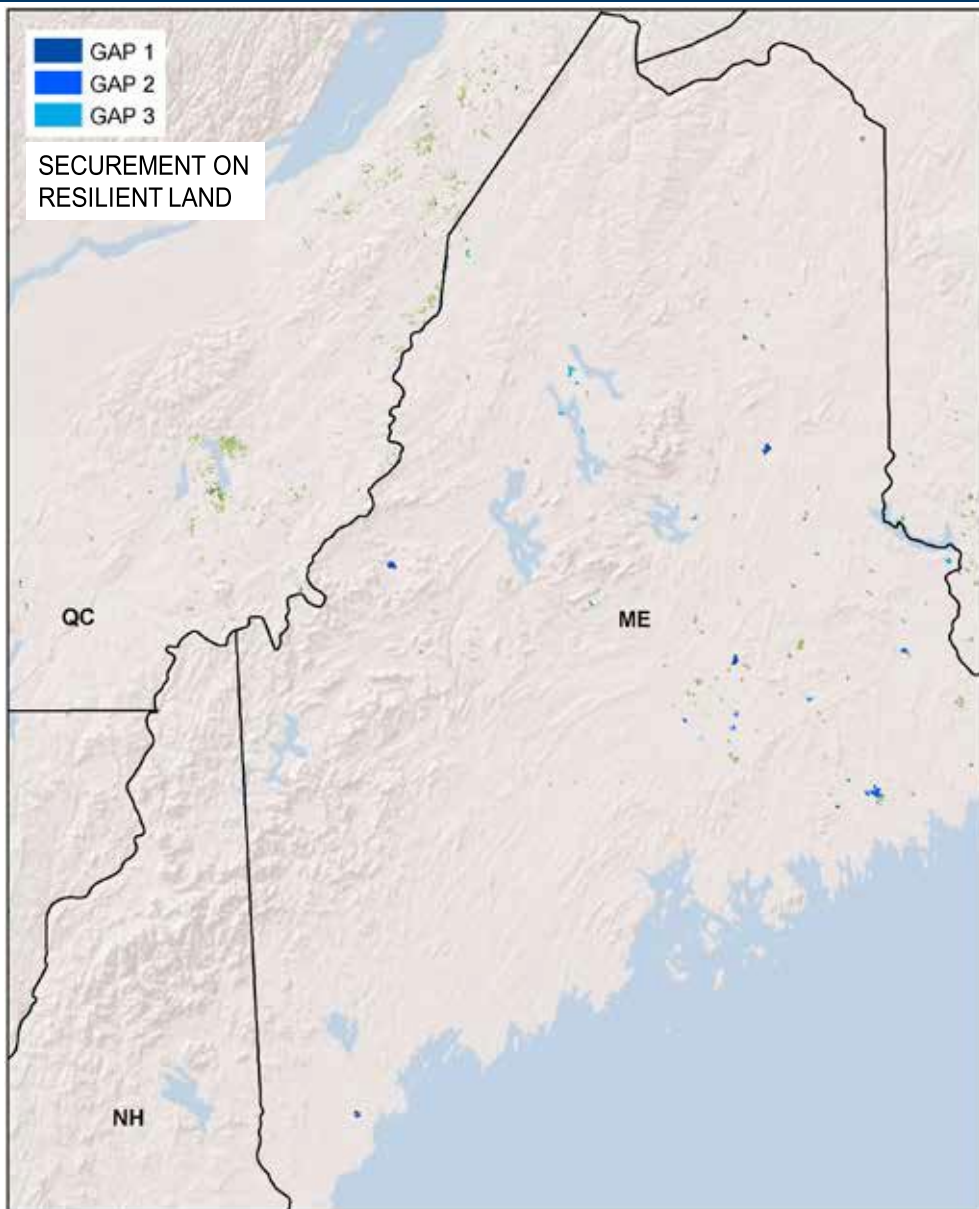 GAP 1
GAP 2
GAP 3
SECUREMENT ON
RESILIENT LAND
QC
ME
NH